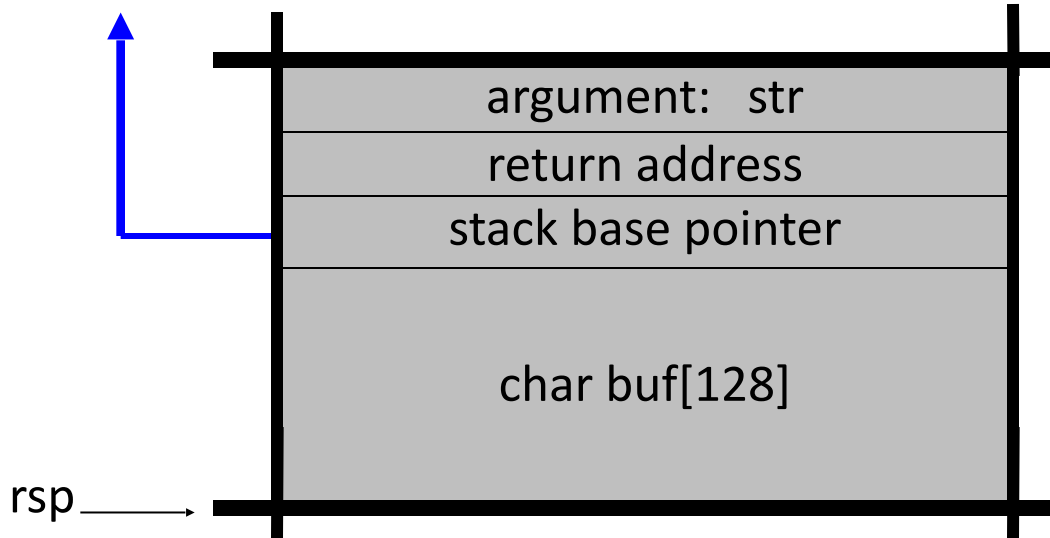 argument: str
return address
stack base pointer
char buf[128]
rsp